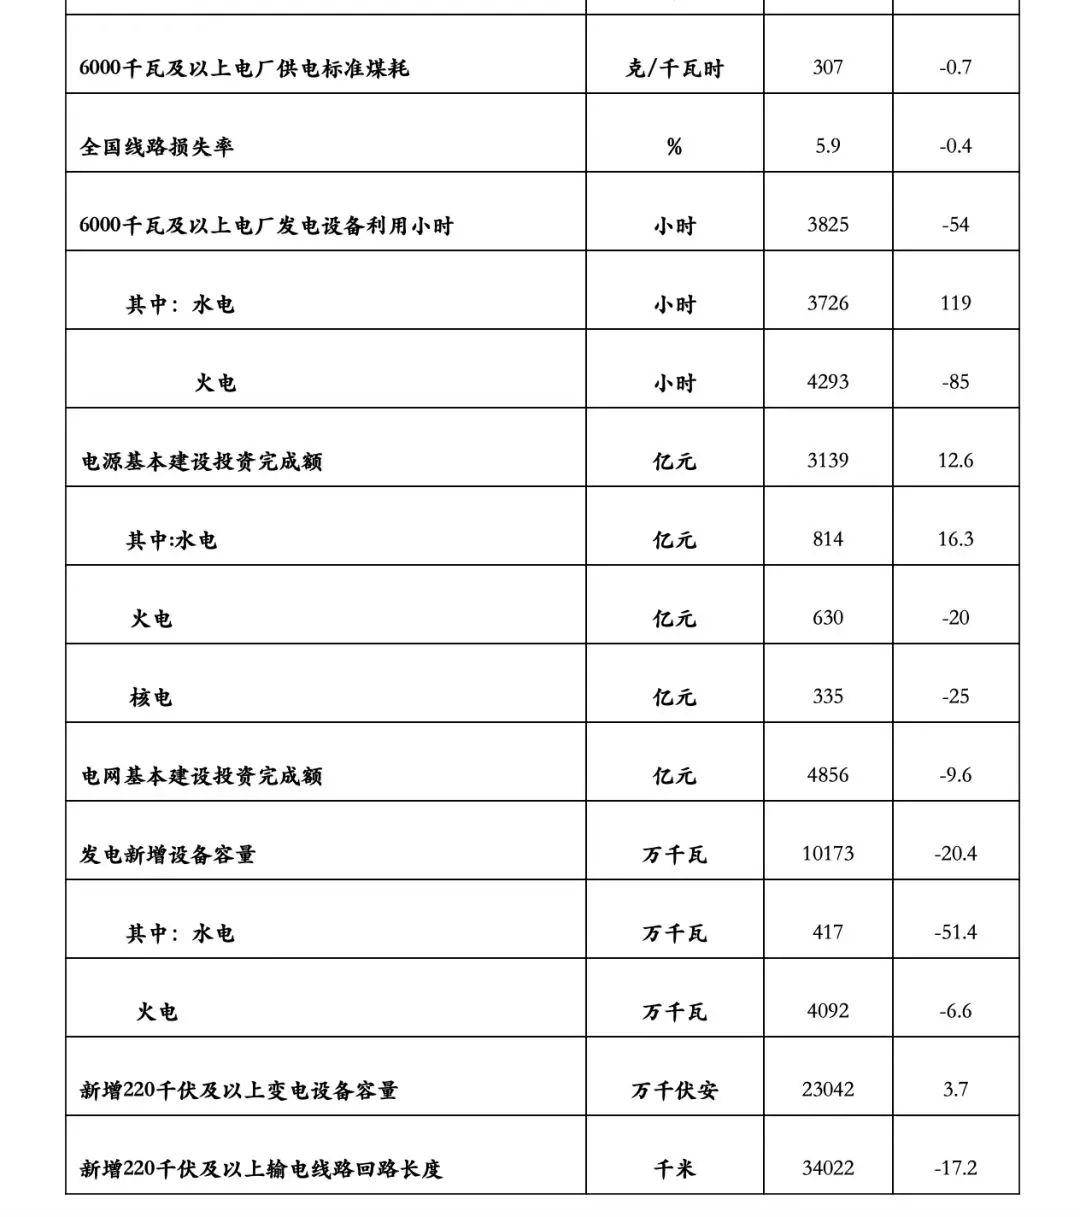 6000千瓦及以上电厂供电标准煤耗 克/千瓦时 307 -0.7
全国线路损失率 % 5.9 -0.4
6000千瓦及以上电厂发电设备利用小时 小时 3825 -54
其中：水电 小时 3726 119
火电 小时 4293 -85
电源基本建设投资完成额 亿元 3139 12.6
其中:水电 亿元 814 16.3
火电 亿元 630 -20
核电 亿元 335 -25
电网基本建设投资完成额 亿元 4856 -9.6
发电新增设备容量 万千瓦 10173 -20.4
其中：水电 万千瓦 417 -51.4
火电 万千瓦 4092 -6.6
新增220千伏及以上变电设备容量 万千伏安 23042 3.7
新增220千伏及以上输电线路回路长度 千米 34022 -17.2